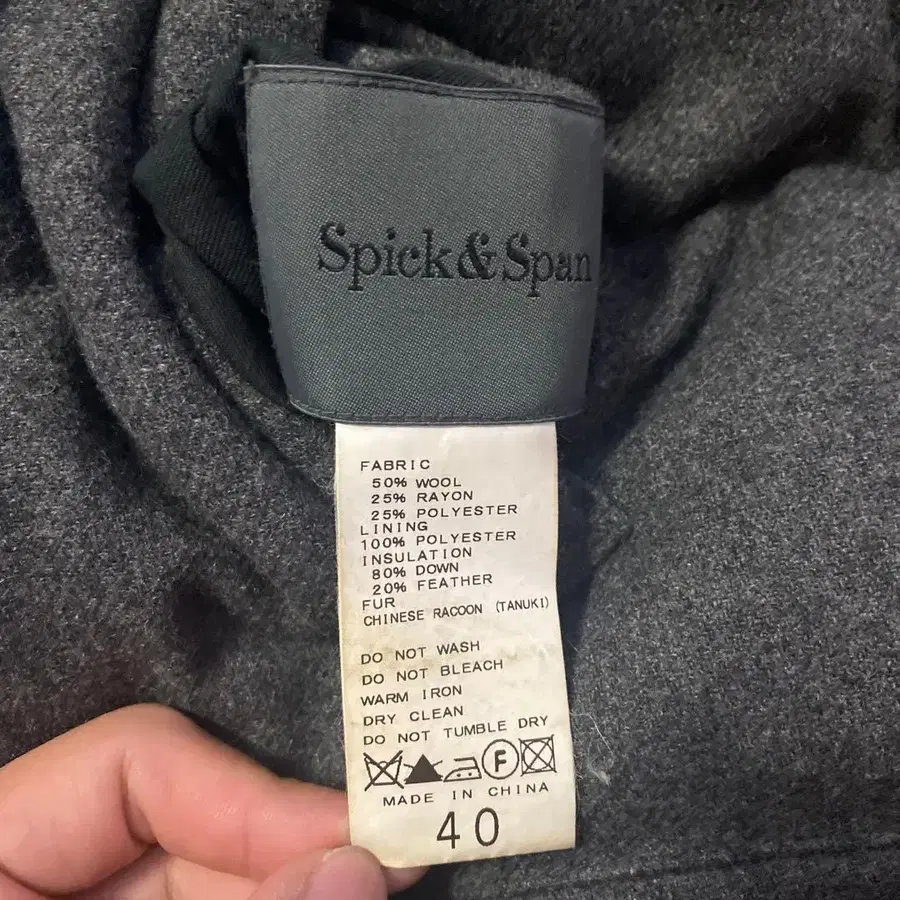 Spick&Span
FABRIC
50% WOOL
25% RAYON
25% POLYESTER
LINING
100% POLYESTER
INSULATION
80% DOWN
20% FEATHER
FUR
CHINESE RACOON (TANUKI)
DO NOT WASH
DO NOT BLEACH
WARM IRON
DRY CLEAN
DO NOT TUMBLE DRY
F
MADE IN CHINA
40